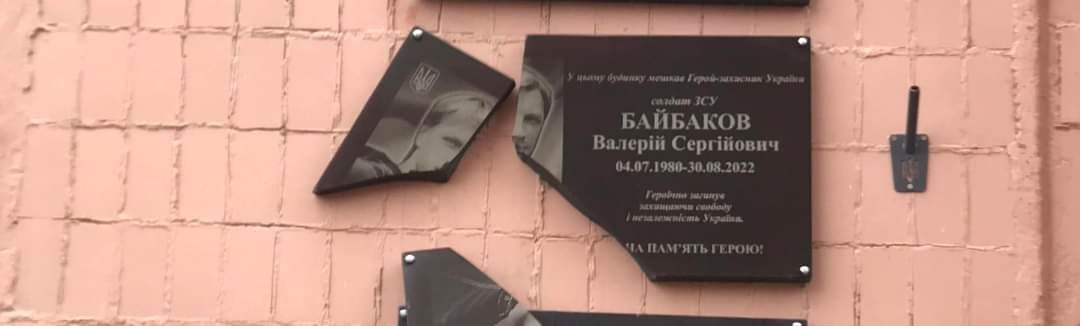 У цьому будинку мешкав Герой-захисник України
солдат ЗСУ
БАЙБАКОВ
Валерій Сергійович
04.07.1980-30.08.2022
Героїчно загинув
захищаючи свободу
і незалежність України.
НА ПАМ'ЯТЬ ГЕРОЮ!